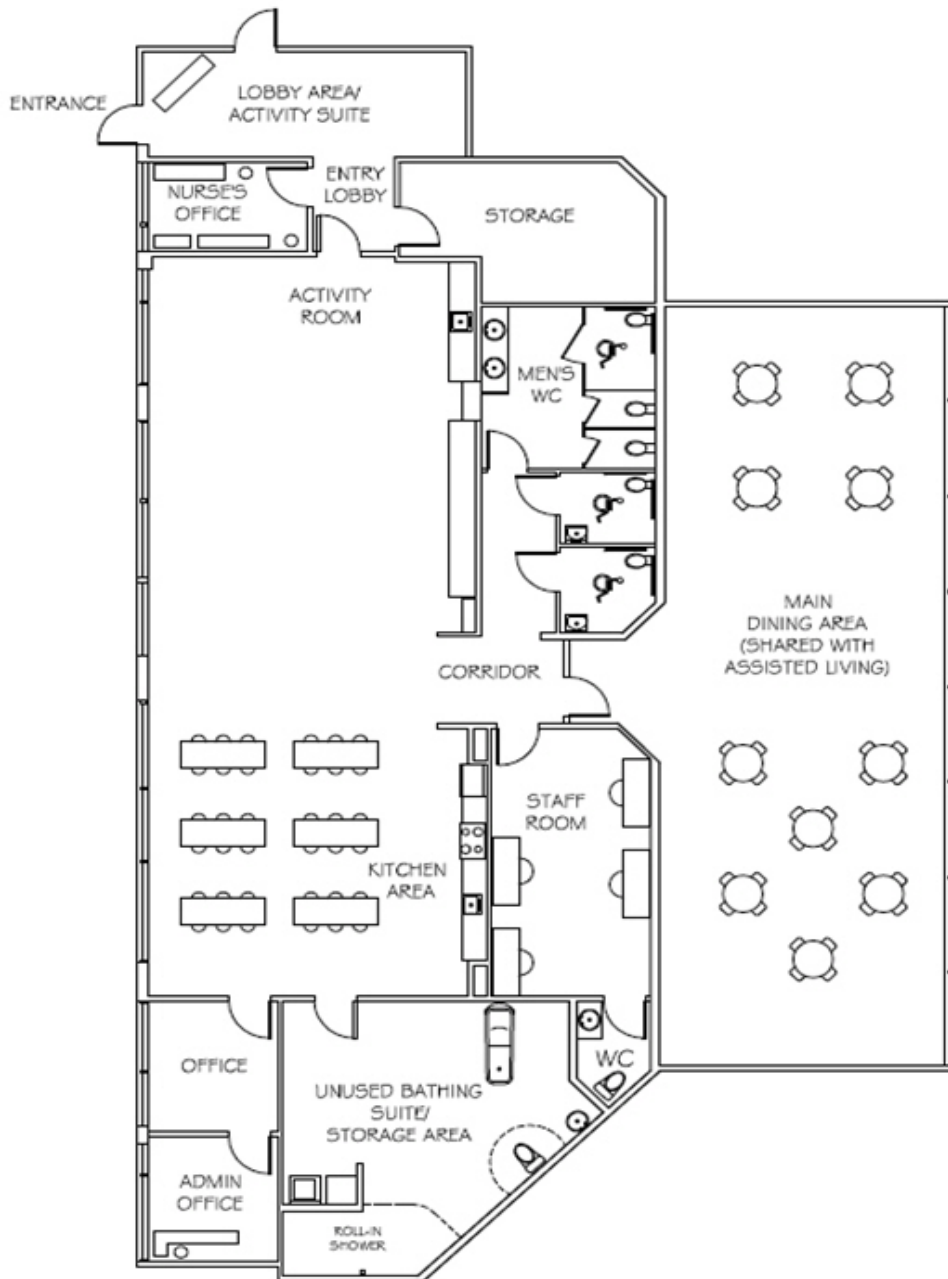 ENTRANCE
LOBBY AREA/
ACTIVITY SUITE
NURSE'S
OFFICE
ENTRY
LOBBY
STORAGE
ACTIVITY
ROOM
MEN'S
WC
MAIN
DINING AREA
(SHARED WITH
ASSISTED LIVING)
CORRIDOR
STAFF
ROOM
KITCHEN
AREA
OFFICE
WC
UNUSED BATHING
SUITE/
STORAGE AREA
ADMIN
OFFICE
ROLL-IN
SHOWER